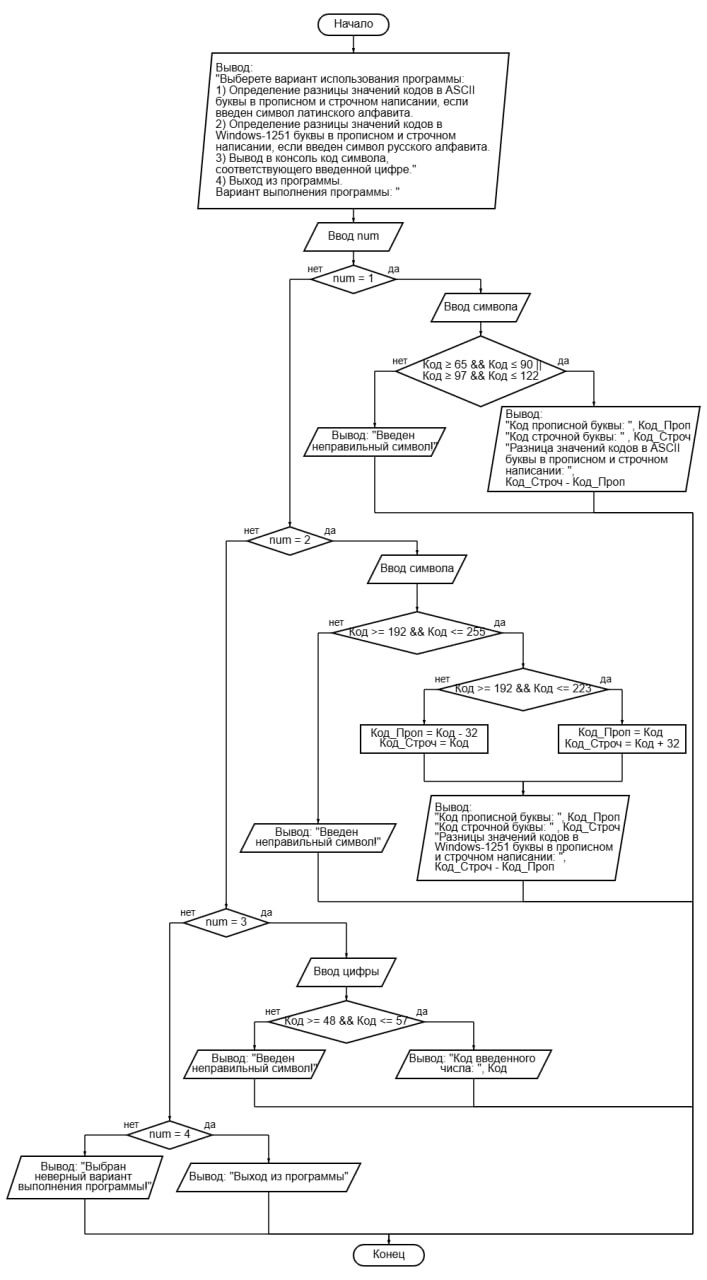 Начало
Вывод:
"Выберете вариант использования программы:
1) Определение разницы значений кодов в ASCII
буквы в прописном и строчном написании, если
введен символ латинского алфавита.
2) Определение разницы значений кодов в
Windows-1251 буквы в прописном и строчном
написании, если введен символ русского алфавита.
3) Вывод в консоль код символа,
соответствующего введенной цифре."
4) Выход из программы.
Вариант выполнения программы: "
Ввод num
нет
num = 1
да
Ввод символа
нет
Код ≥ 65 && Код ≤ 90 ||
Код ≥ 97 && Код ≤ 122
да
Вывод: "Введен
неправильный символ!"
Вывод:
"Код прописной буквы: ", Код_Проп
"Код строчной буквы: " , Код_Строч
"Разница значений кодов в ASCII
буквы в прописном и строчном
написании: ",
Код_Строч - Код_Проп
нет
num = 2
да
Ввод символа
нет
Код >= 192 && Код <= 255
да
нет
Код >= 192 && Код <= 223
да
Код_Проп = Код - 32
Код_Строч = Код
Код_Проп = Код
Код_Строч = Код + 32
Вывод: "Введен
неправильный символ!"
Вывод:
"Код прописной буквы: ", Код_Проп
"Код строчной буквы: " , Код_Строч
"Разницы значений кодов в
Windows-1251 буквы в прописном
и строчном написании: ",
Код_Строч - Код_Проп
нет
num = 3
да
Ввод цифры
нет
Код >= 48 && Код <= 57
да
Вывод: "Введен
неправильный символ!"
Вывод: "Код введенного
числа: ", Код
нет
num = 4
да
Вывод: "Выбран
неверный вариант
выполнения программы!"
Вывод: "Выход из программы"
Конец